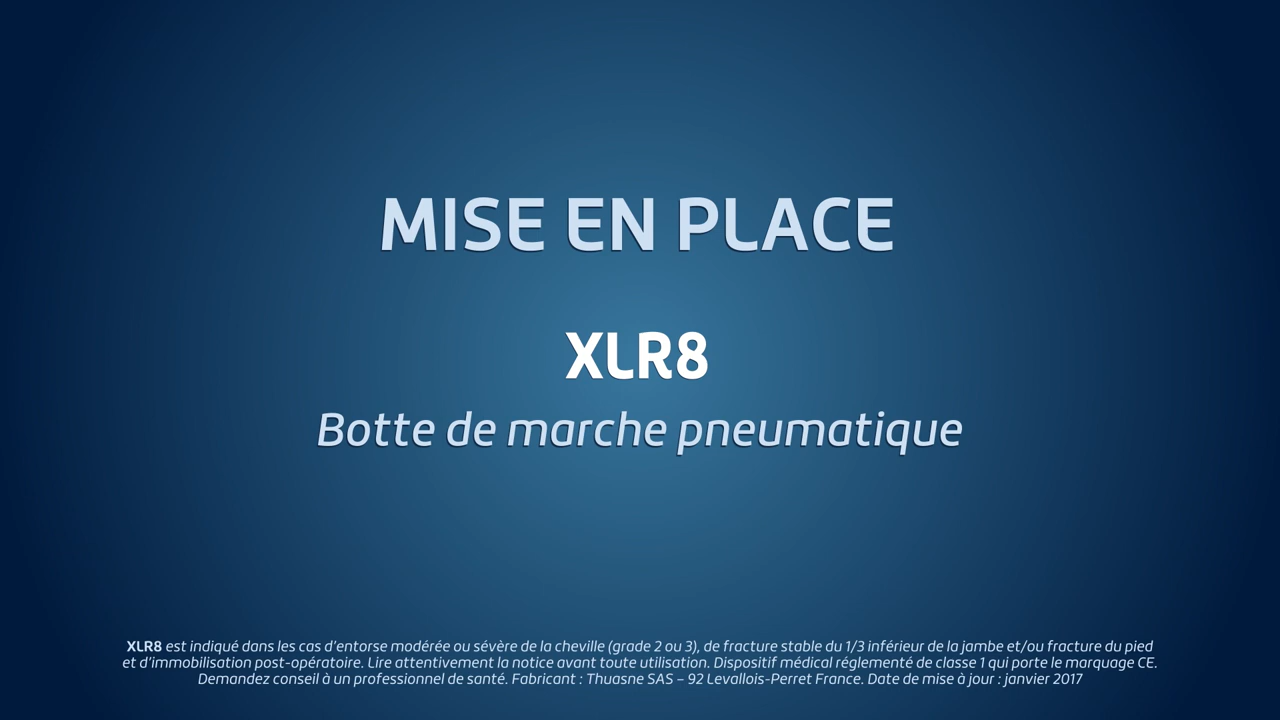 MISE EN PLACE
XLR8
Botte de marche pneumatique
XLR8 est indiqué dans les cas d'entorse modérée ou sévère de la cheville (grade 2 ou 3), de fracture stable du 1/3 inférieur de la jambe et/ou fracture du pied
et d'immobilisation post-opératoire. Lire attentivement la notice avant toute utilisation. Dispositif médical réglementé de classe 1 qui porte le marquage CE.
Demandez conseil à un professionnel de santé. Fabricant : Thuasne SAS – 92 Levallois-Perret France. Date de mise à jour : janvier 2017